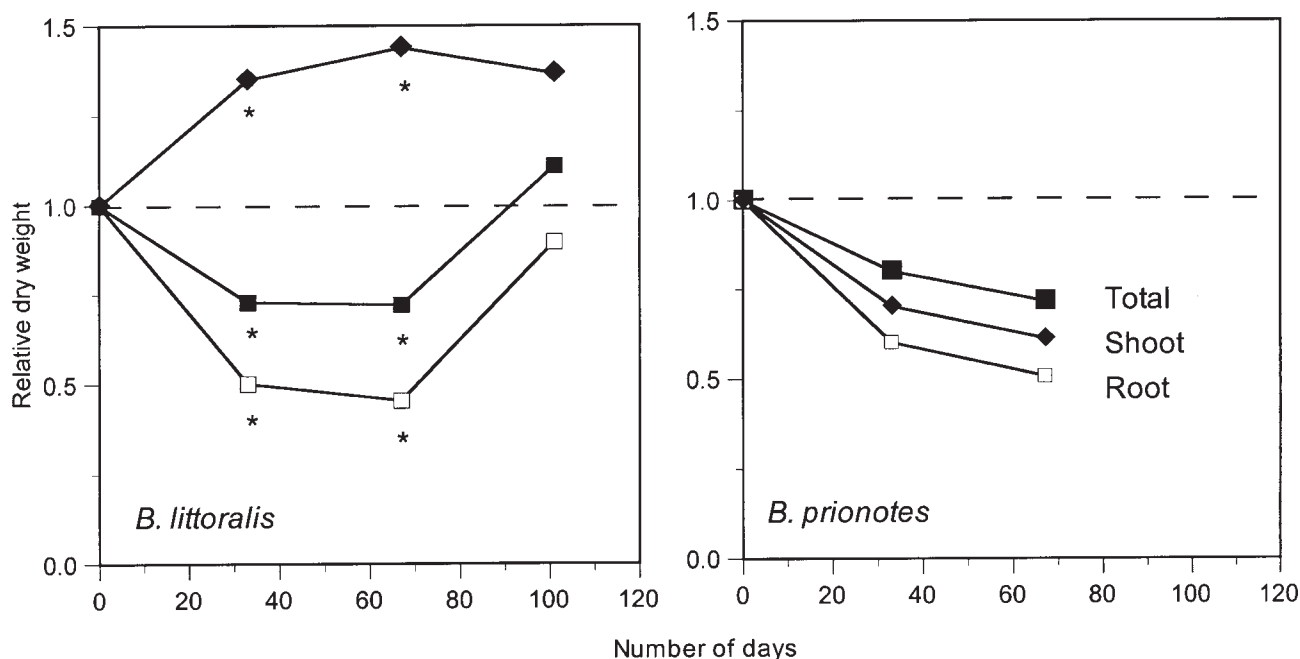 Relative dry weight
1.5
1.0
0.5
0.0
*
*
*
*
*
*
B. littoralis
0 20 40 60 80 100 120
1.5
1.0
0.5
0.0
Total
Shoot
Root
B. prionotes
0 20 40 60 80 100 120
Number of days